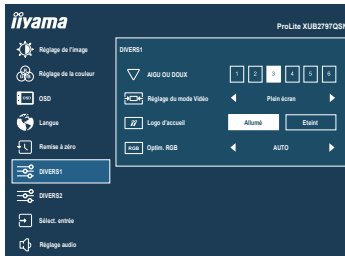 iiyama
ProLite XUB2797QSN
Réglage de l'image
Réglage de la couleur
OSD
OSD
Langue
Remise à zéro
DIVERS1
DIVERS2
Sélect. entrée
Réglage audio
DIVERS1
AIGU OU DOUX
1 2 3 4 5 6
Réglage du mode Vidéo
Plein écran
Logo d'accueil
Allumé
Eteint
RGB
Optim. RGB
AUTO